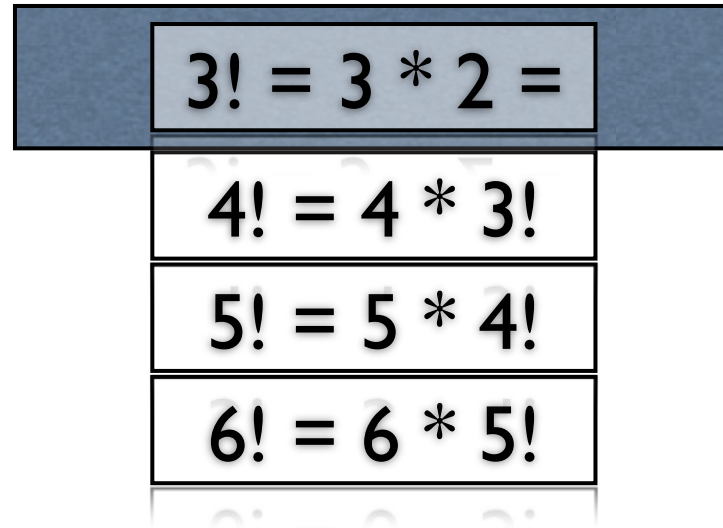 3! = 3 * 2 =
4! = 4 * 3!
5! = 5 * 4!
6! = 6 * 5!